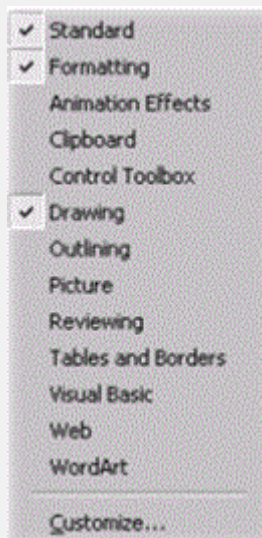 Standard
Formatting
Animation Effects
Clipboard
Control Toolbox
Drawing
Outlining
Picture
Reviewing
Tables and Borders
Visual Basic
Web
WordArt
Customize...